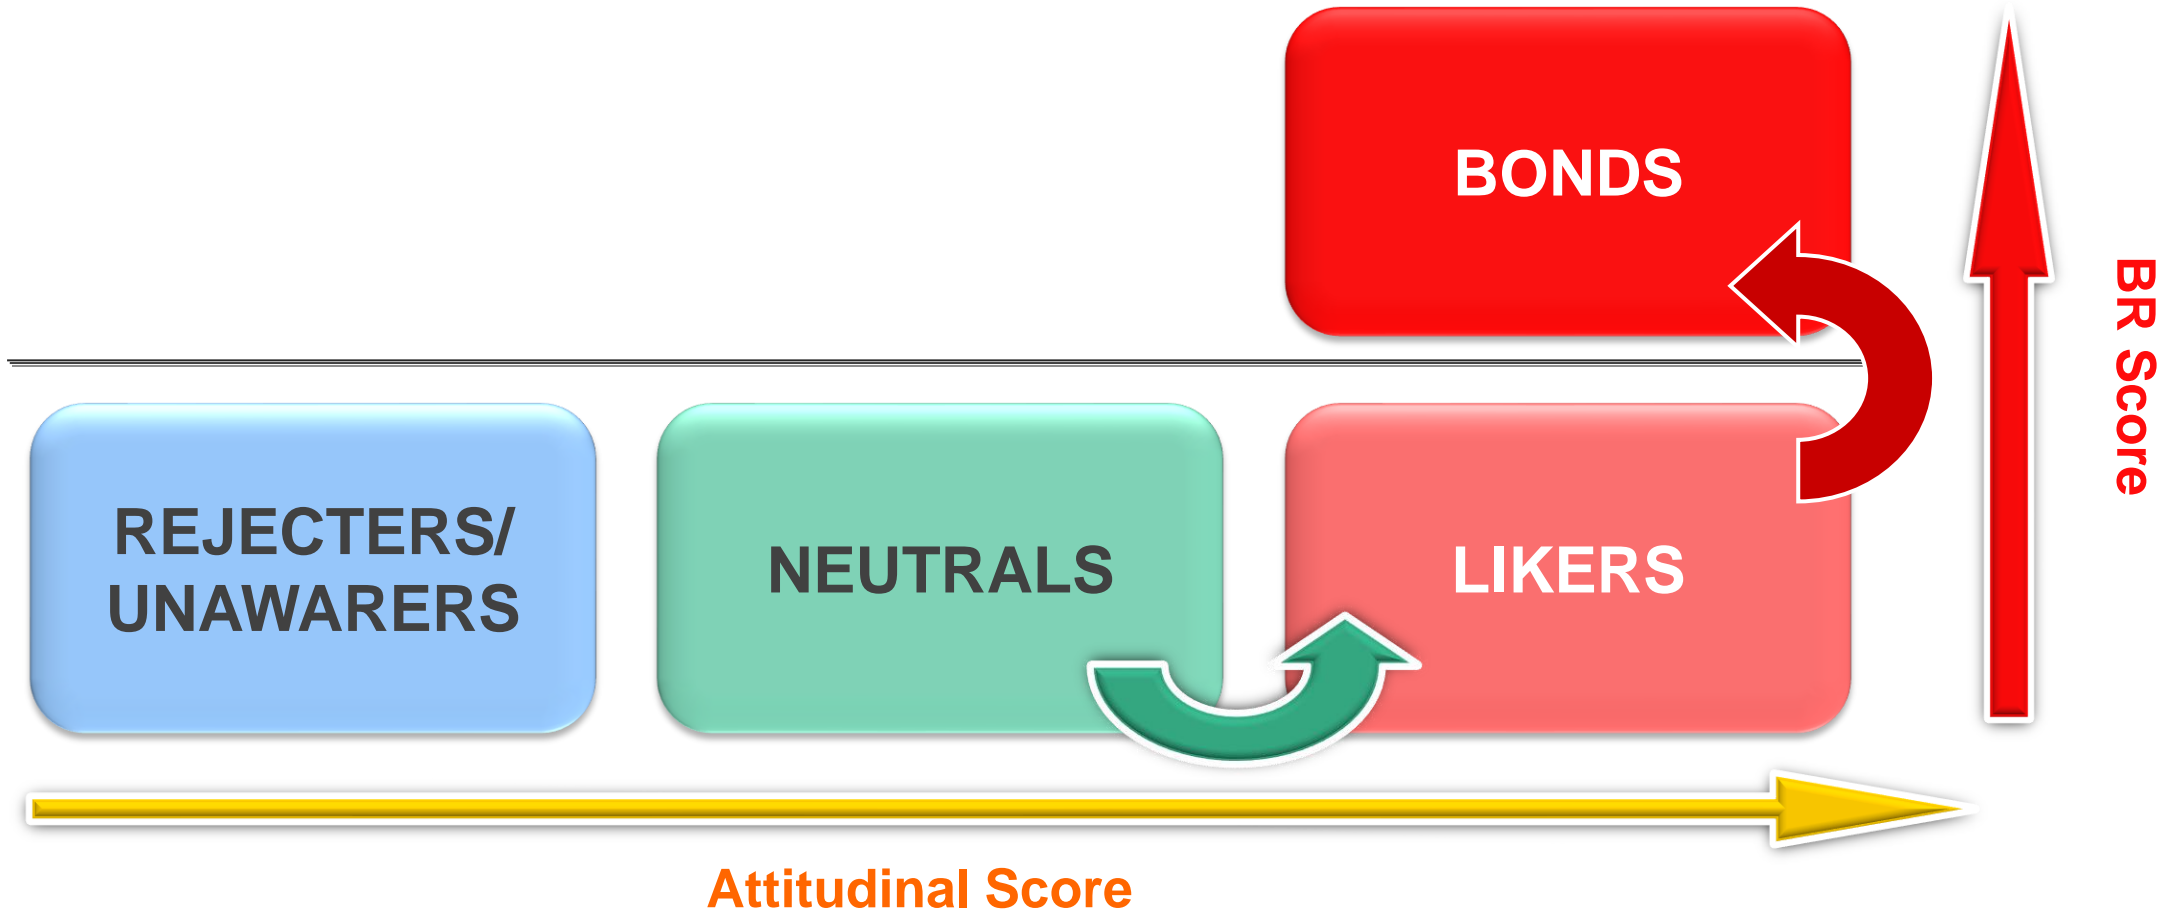 BONDS
BR Score
REJECTERS/
UNAWARERS
NEUTRALS
LIKERS
Attitudinal Score